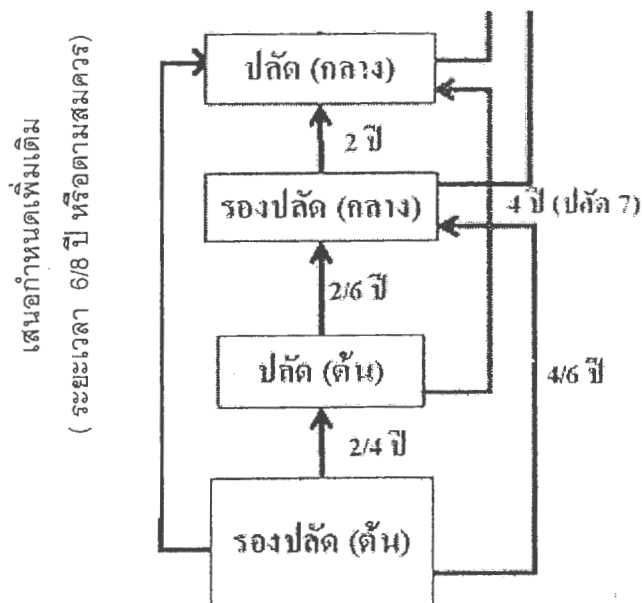 เสนอกำหนดเพิ่มเติม
( ระยะเวลา 6/8 ปี หรือตามสมควร)
ปลัด (กลาง)
2 ปี
รองปลัด (กลาง)
4 ปี (ปลัด 7)
2/6 ปี
ปลัด (ต้น)
4/6 ปี
2/4 ปี
รองปลัด (ต้น)